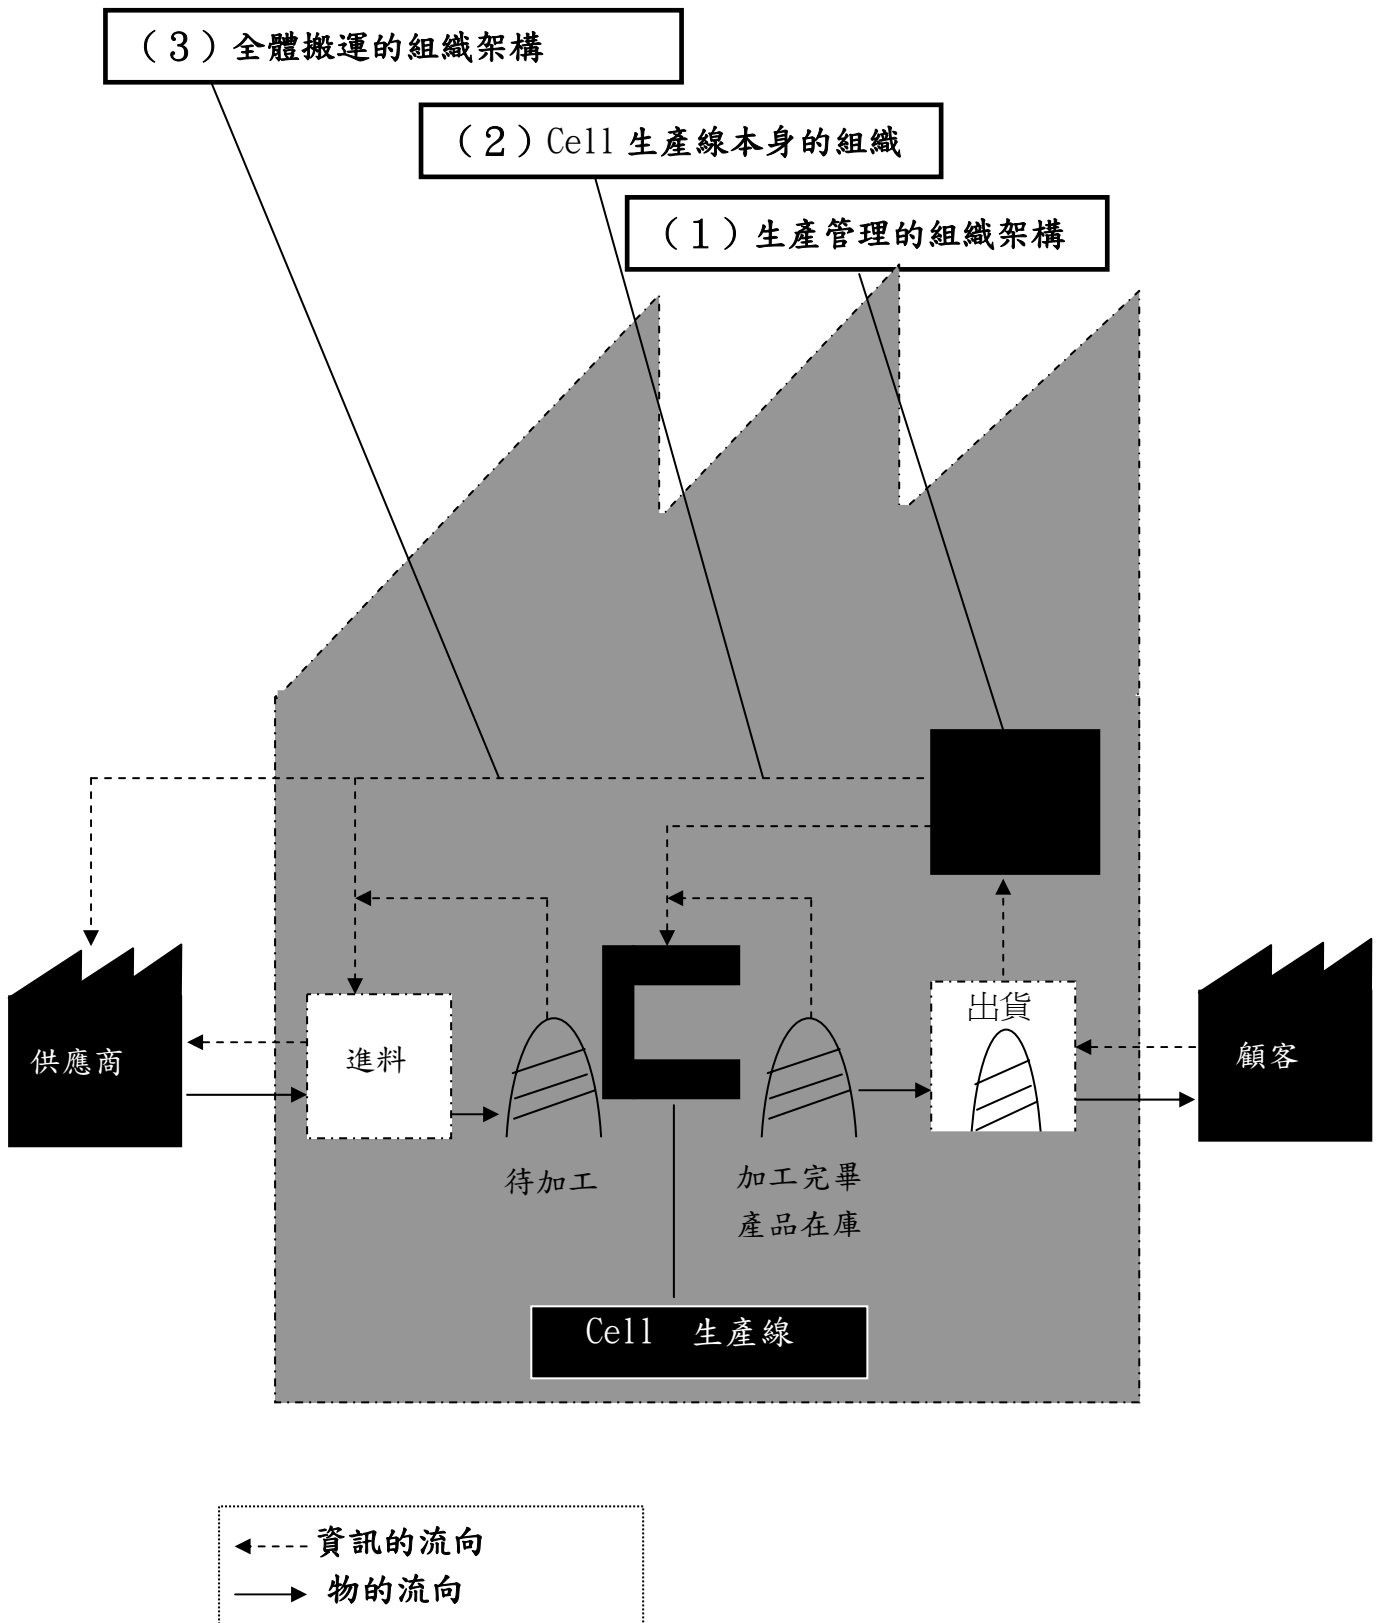 （３）全體搬運的組織架構
（２）Cell 生產線本身的組織
（１）生產管理的組織架構
供應商
進料
出貨
顧客
待加工
加工完畢
產品在庫
Cell 生產線
資訊的流向
物的流向